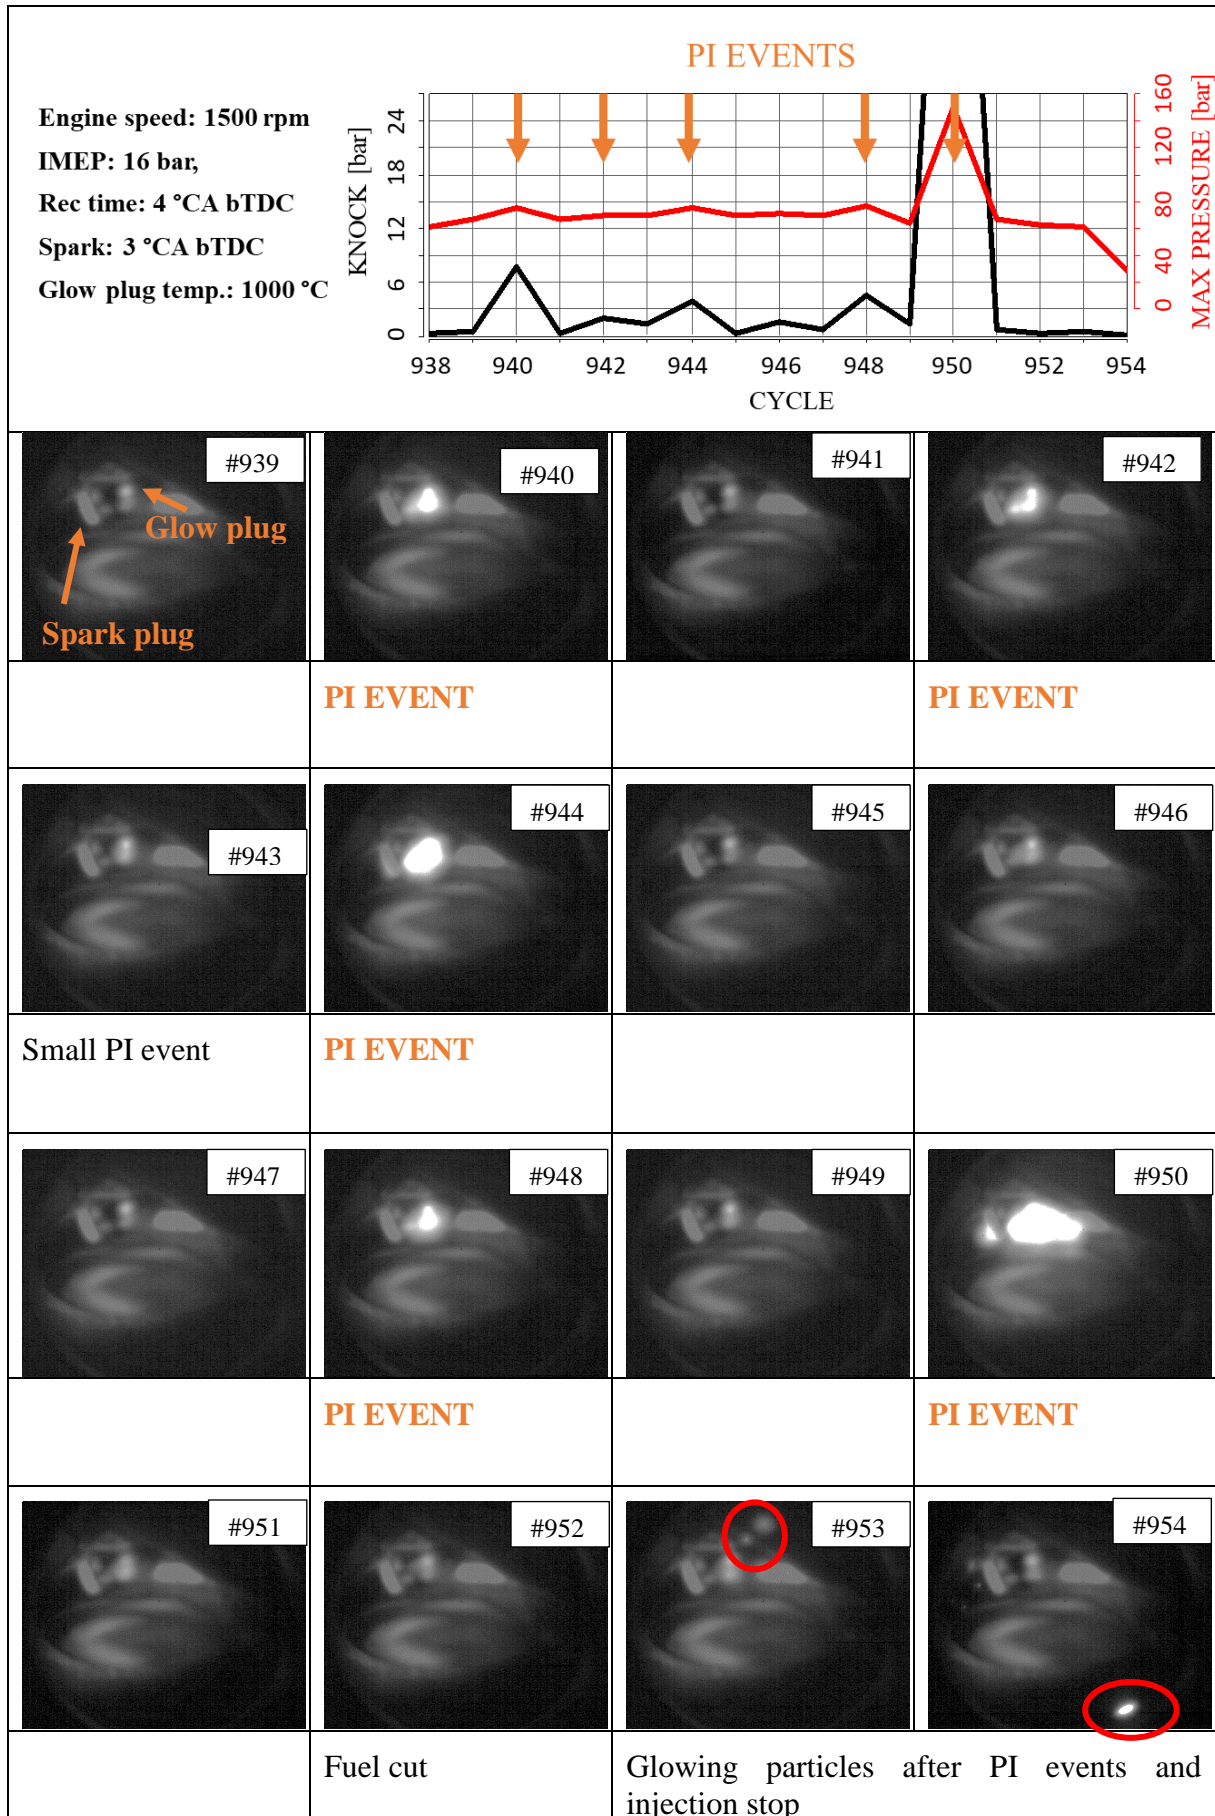 PI EVENTS
Engine speed: 1500 rpm
IMEP: 16 bar,
Rec time: 4 °CA bTDC
Spark: 3 °CA bTDC
Glow plug temp.: 1000 °C
KNOCK [bar]
24
18
12
6
0
160
120
80
40
0
MAX PRESSURE [bar]
938 940 942 944 946 948 950 952 954
CYCLE
#939
Glow plug
Spark plug
#940
#941
#942
PI EVENT
PI EVENT
#943
#944
#945
#946
Small PI event
PI EVENT
#947
#948
#949
#950
PI EVENT
PI EVENT
#951
#952
#953
#954
Fuel cut
Glowing particles after PI events and
injection stop